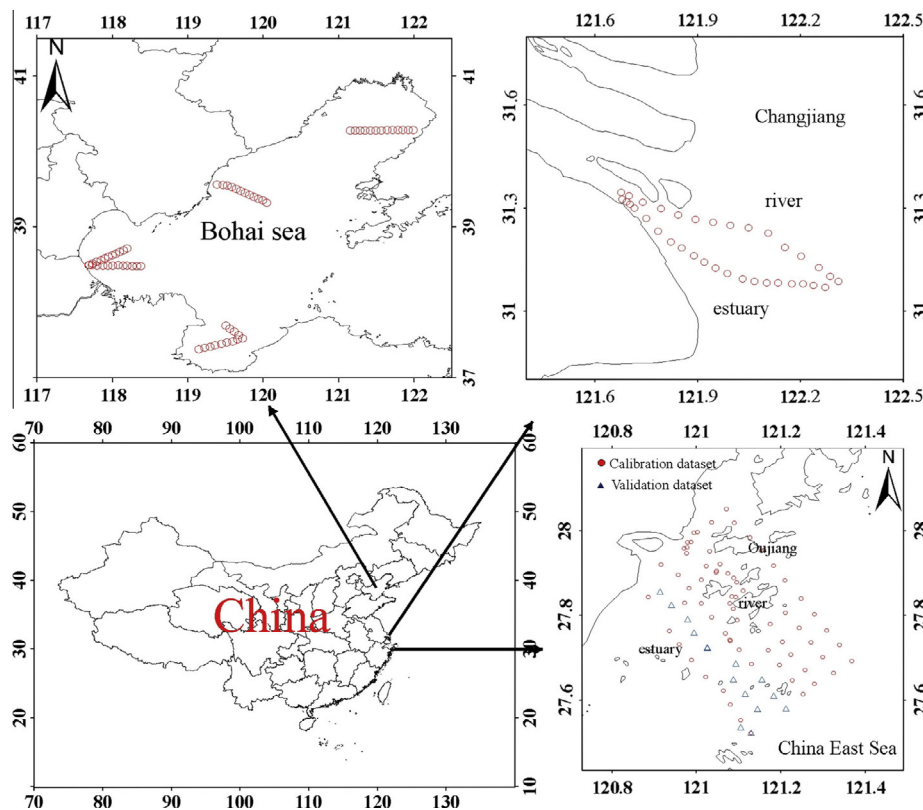 117 118 119 120 121 122
N
41 41
39 39
37
Bohai sea
117 118 119 120 121 122
121.6 121.9 122.2 122.5
31.6 31.6
31.3 31.3
31 31
Changjiang
river
estuary
121.6 121.9 122.2 122.5
70 80 90 100 110 120 130
60 60
50 50
40 40
30 30
20 20
10 10
China
70 80 90 100 110 120 130
120.8 121 121.2 121.4
Calibration dataset
Validation dataset
N
28 28
27.8 27.8
27.6 27.6
Oujiang
river
estuary
China East Sea
120.8 121 121.2 121.4